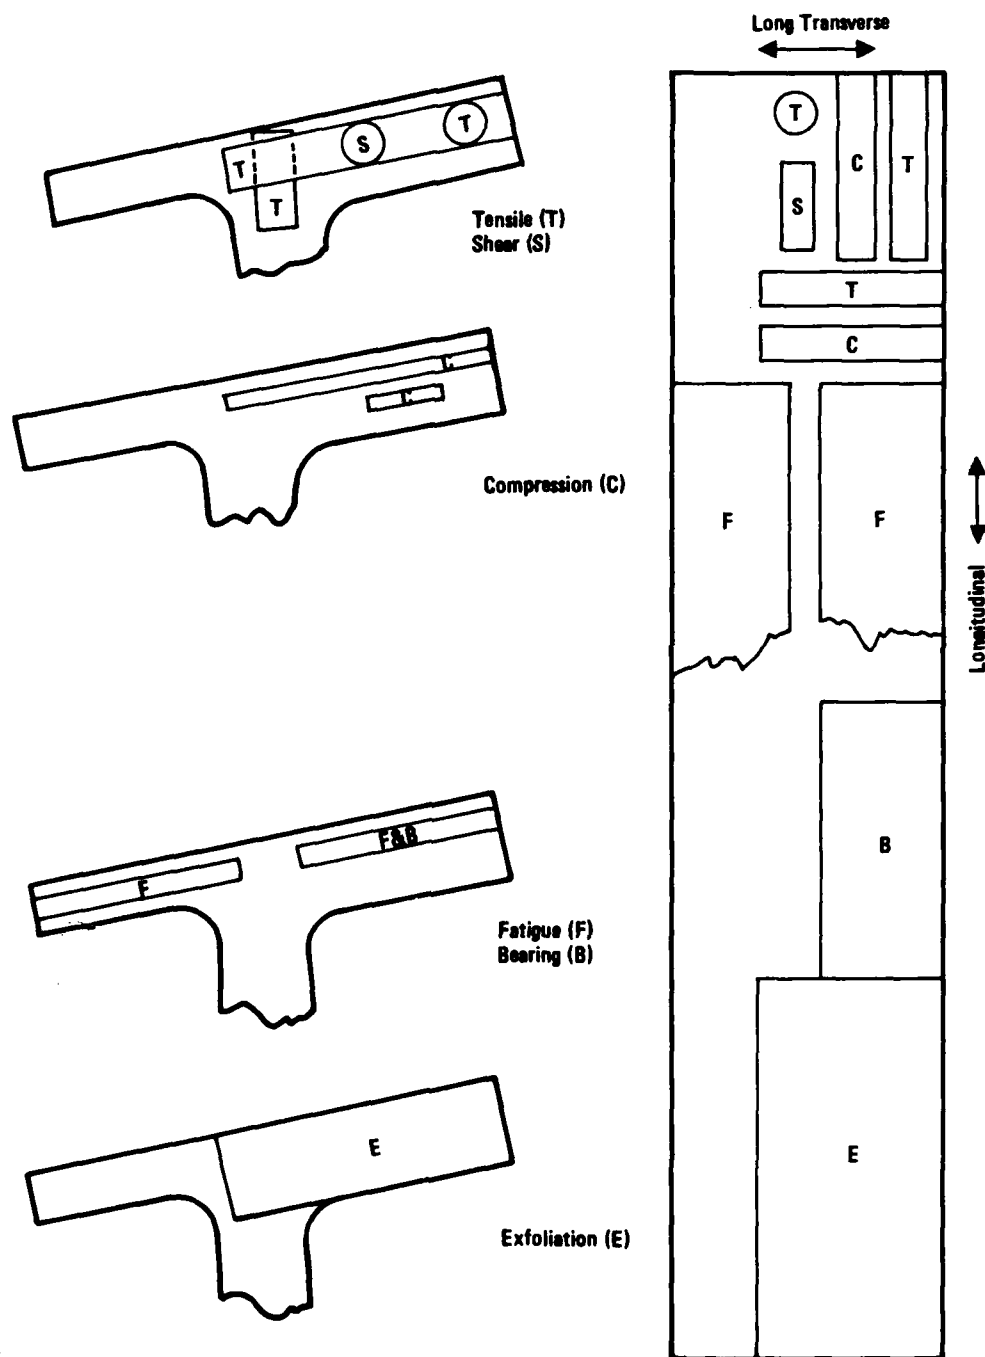 Long Transverse
T
S
T
T
T
Tensile (T)
Shear (S)
T
C
T
S
T
C
C
C
Compression (C)
F
F
Longitudinal
F&B
F
Fatigue (F)
Bearing (B)
B
E
Exfoliation (E)
E